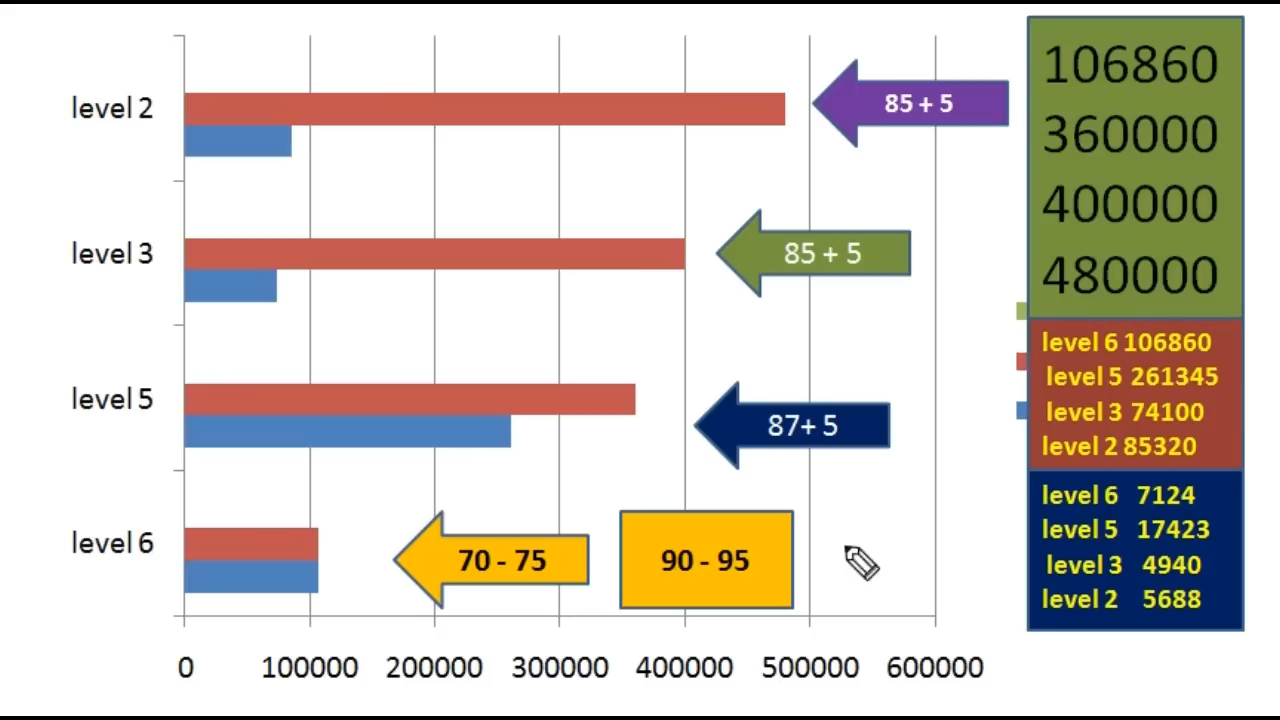 level 2
85 + 5
level 3
85 + 5
level 5
87+ 5
level 6
70 - 75
90 - 95
0 100000 200000 300000 400000 500000 600000
106860
360000
400000
480000
level 6 106860
level 5 261345
level 3 74100
level 2 85320
level 6 7124
level 5 17423
level 3 4940
level 2 5688